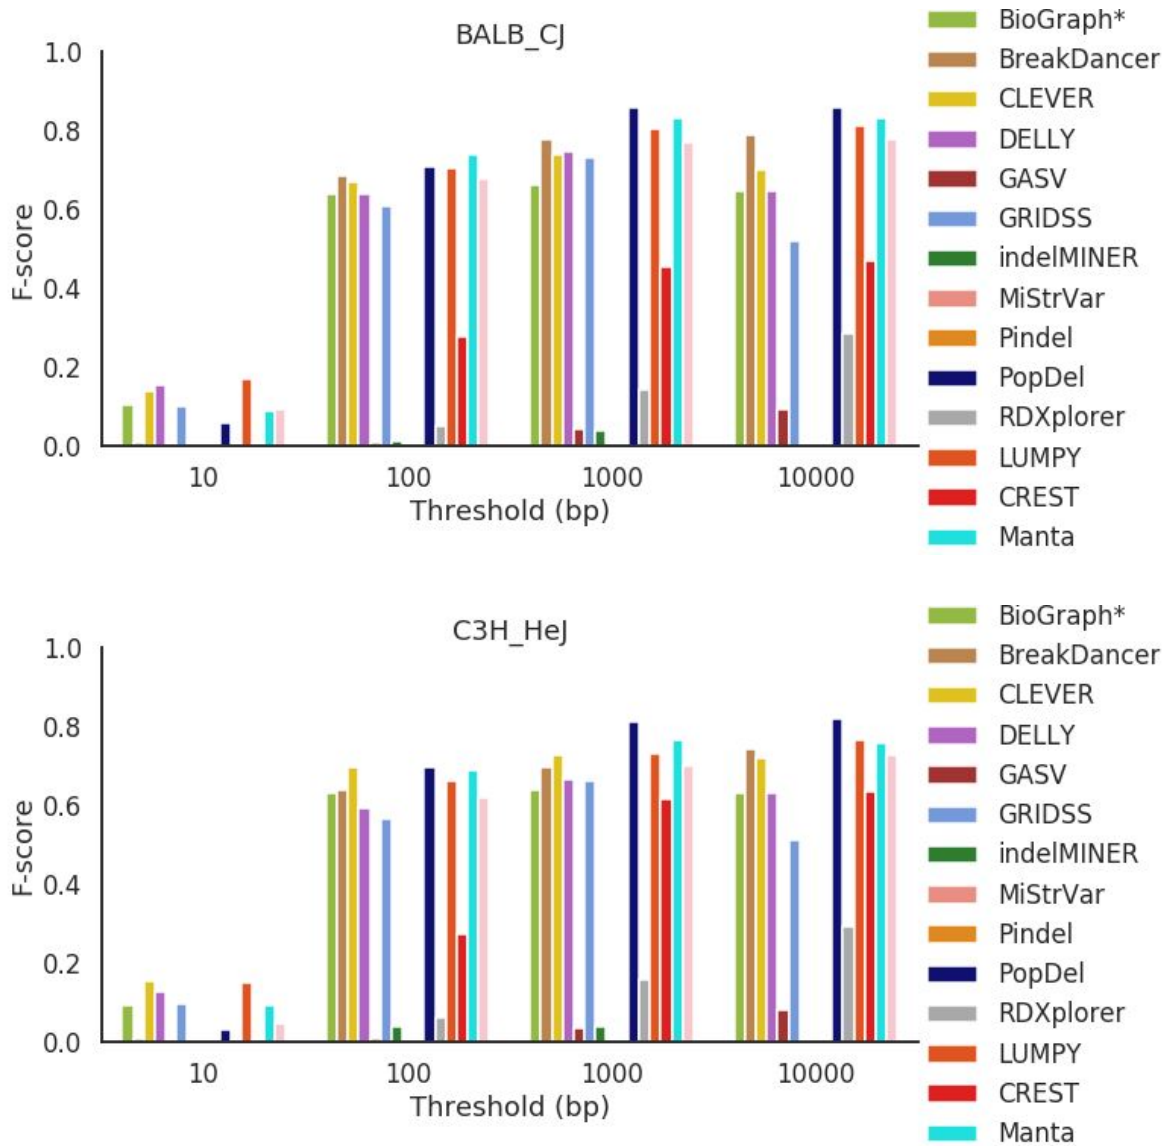 BALB_CJ
F-score
1.0
0.8
0.6
0.4
0.2
0.0
10 100 1000 10000
Threshold (bp)
BioGraph*
BreakDancer
CLEVER
DELLY
GASV
GRIDSS
indelMINER
MiStrVar
Pindel
PopDel
RDXplorer
LUMPY
CREST
Manta
C3H_HeJ
F-score
1.0
0.8
0.6
0.4
0.2
0.0
10 100 1000 10000
Threshold (bp)
BioGraph*
BreakDancer
CLEVER
DELLY
GASV
GRIDSS
indelMINER
MiStrVar
Pindel
PopDel
RDXplorer
LUMPY
CREST
Manta